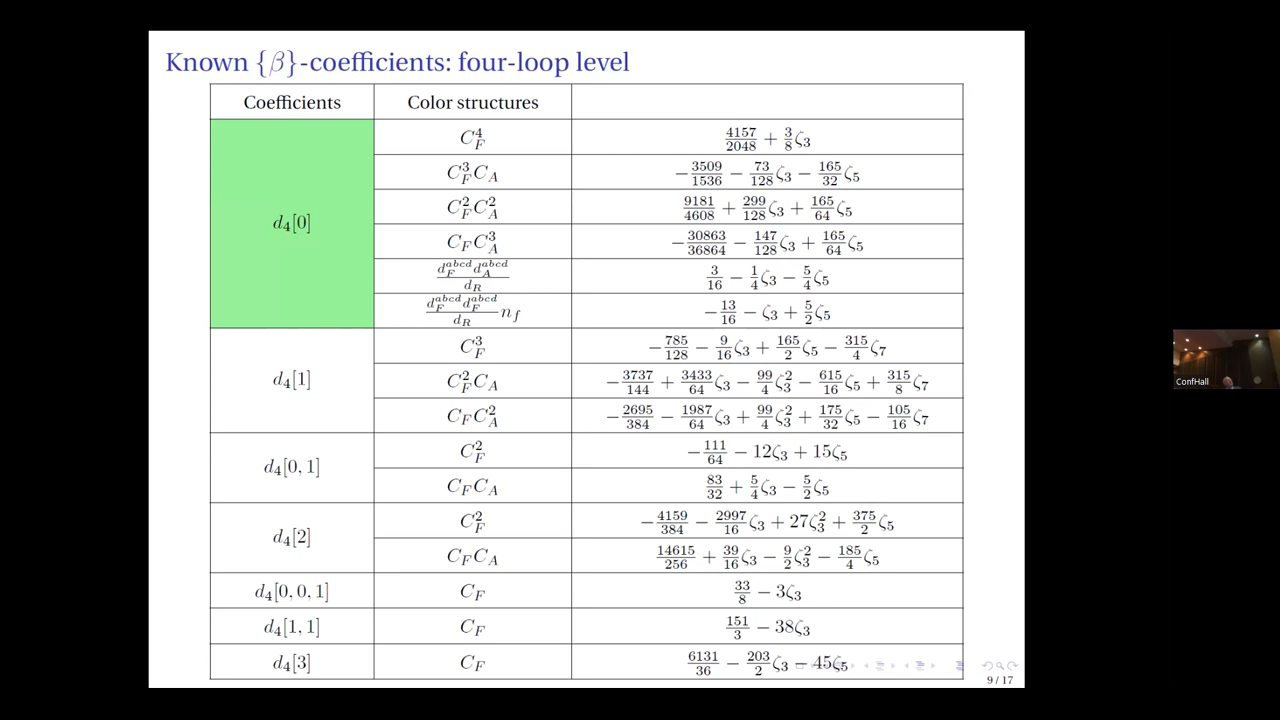 Known {β}-coefficients: four-loop level
Coefficients Color structures
d₄[0] C_F^4 4157/2048 + 3/8 ζ₃
C_F^3 C_A −3509/1536 − 73/128 ζ₃ − 165/32 ζ₅
C_F^2 C_A^2 9181/4608 + 299/128 ζ₃ + 165/64 ζ₅
C_F C_A^3 −30863/36864 − 147/128 ζ₃ + 165/64 ζ₅
d_F^{abcd} d_A^{abcd}/d_R 3/16 − 1/4 ζ₃ − 5/4 ζ₅
d_F^{abcd} d_F^{abcd}/d_R n_f −13/16 − ζ₃ + 5/2 ζ₅
d₄[1] C_F^3 −785/128 − 9/16 ζ₃ + 165/2 ζ₅ − 315/4 ζ₇
C_F^2 C_A −3737/144 + 3433/64 ζ₃ − 99/4 ζ₃^2 − 615/16 ζ₅ + 315/8 ζ₇
C_F C_A^2 −2695/384 − 1987/64 ζ₃ + 99/4 ζ₃^2 + 175/32 ζ₅ − 105/16 ζ₇
d₄[0, 1] C_F^2 −111/64 − 12ζ₃ + 15ζ₅
C_F C_A 83/32 + 5/4 ζ₃ − 5/2 ζ₅
d₄[2] C_F^2 −4159/384 − 2997/16 ζ₃ + 27ζ₃^2 + 375/2 ζ₅
C_F C_A 14615/256 + 39/16 ζ₃ − 9/2 ζ₃^2 − 185/4 ζ₅
d₄[0, 0, 1] C_F 33/8 − 3ζ₃
d₄[1, 1] C_F 151/3 − 38ζ₃
d₄[3] C_F 6131/36 − 203/2 ζ₃ − 45ζ₅
9 / 17
ConfHall